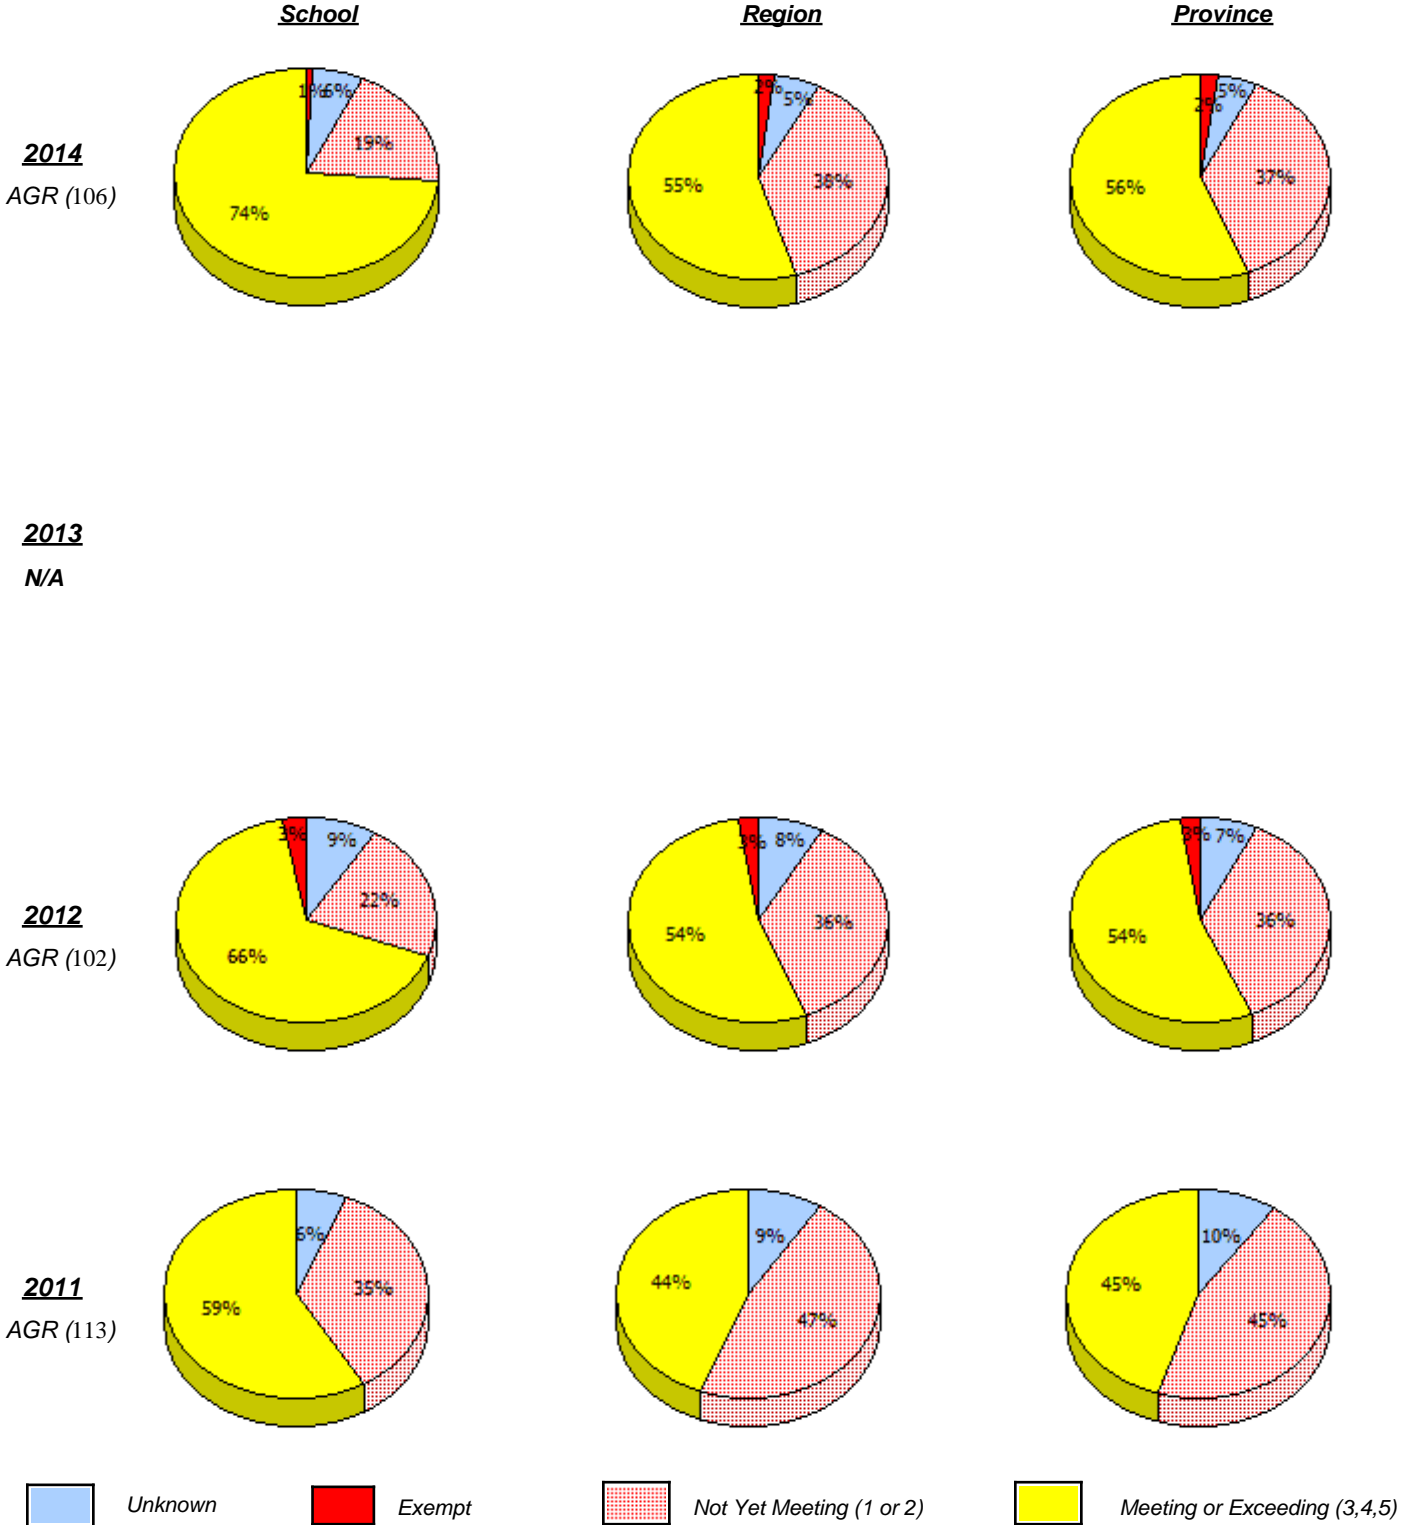 School Region Province
1% 6% 2% 5% 2% 5%
2014
19% 38% 37%
55% 56%
AGR (106)
74%
2013
N/A
3% 9% 3% 8% 3% 7%
22% 36% 36%
2012
54% 54%
AGR (102)
66%
6% 9% 10%
2011
35% 44% 45%
59%
47% 45%
AGR (113)
Unknown Exempt Not Yet Meeting (1 or 2) Meeting or Exceeding (3,4,5)